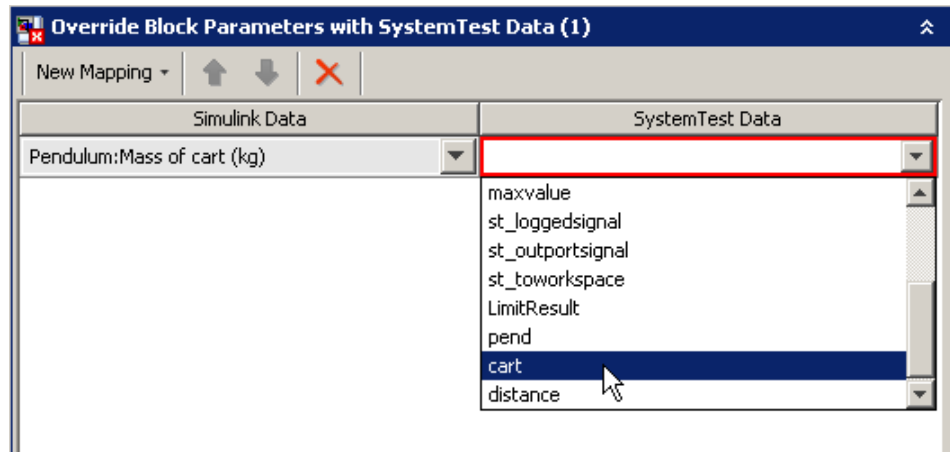 Override Block Parameters with SystemTest Data (1)
New Mapping
Simulink Data
SystemTest Data
Pendulum:Mass of cart (kg)
maxvalue
st_loggedsignal
st_outportsignal
st_toworkspace
LimitResult
pend
cart
distance